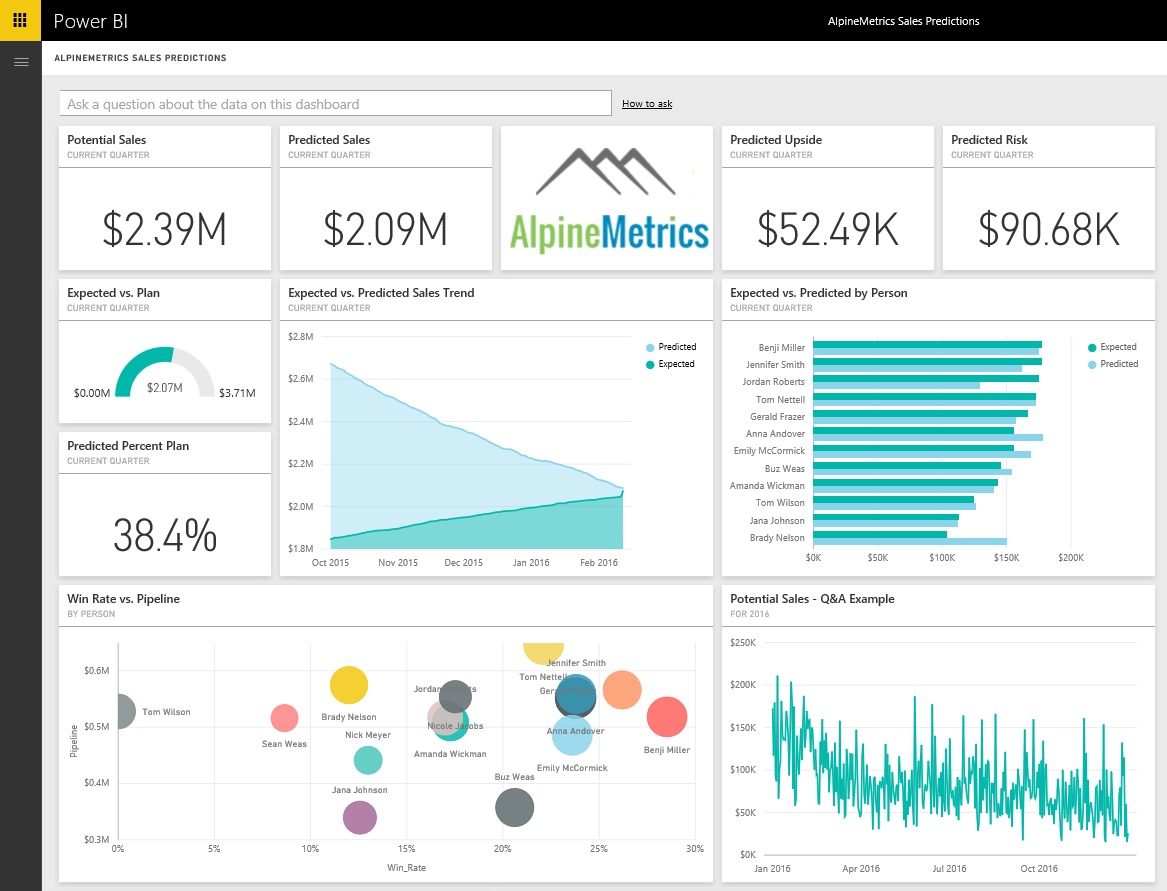 Power BI
AlpineMetrics Sales Predictions
ALPINEMETRICS SALES PREDICTIONS
Ask a question about the data on this dashboard
How to ask
Potential Sales
CURRENT QUARTER
$2.39M
Predicted Sales
CURRENT QUARTER
$2.09M
AlpineMetrics
Predicted Upside
CURRENT QUARTER
$52.49K
Predicted Risk
CURRENT QUARTER
$90.68K
Expected vs. Plan
CURRENT QUARTER
$0.00M
$2.07M
$3.71M
Predicted Percent Plan
CURRENT QUARTER
38.4%
Expected vs. Predicted Sales Trend
CURRENT QUARTER
$2.8M
$2.6M
$2.4M
$2.2M
$2.0M
$1.8M
Oct 2015
Nov 2015
Dec 2015
Jan 2016
Feb 2016
Predicted
Expected
Expected vs. Predicted by Person
CURRENT QUARTER
Benji Miller
Jennifer Smith
Jordan Roberts
Tom Nettell
Gerald Frazer
Anna Andover
Emily McCormick
Buz Weas
Amanda Wickman
Tom Wilson
Jana Johnson
Brady Nelson
$0K
$50K
$100K
$150K
$200K
Expected
Predicted
Win Rate vs. Pipeline
BY PERSON
Pipeline
$0.6M
$0.5M
$0.4M
$0.3M
Tom Wilson
Sean Weas
Brady Nelson
Nick Meyer
Jana Johnson
Jordan Roberts
Nicole Jacobs
Amanda Wickman
Buz Weas
Jennifer Smith
Tom Nettell
Anna Andover
Emily McCormick
Benji Miller
0%
5%
10%
15%
20%
25%
30%
Win_Rate
Potential Sales - Q&A Example
FOR 2016
$250K
$200K
$150K
$100K
$50K
$0K
Jan 2016
Apr 2016
Jul 2016
Oct 2016